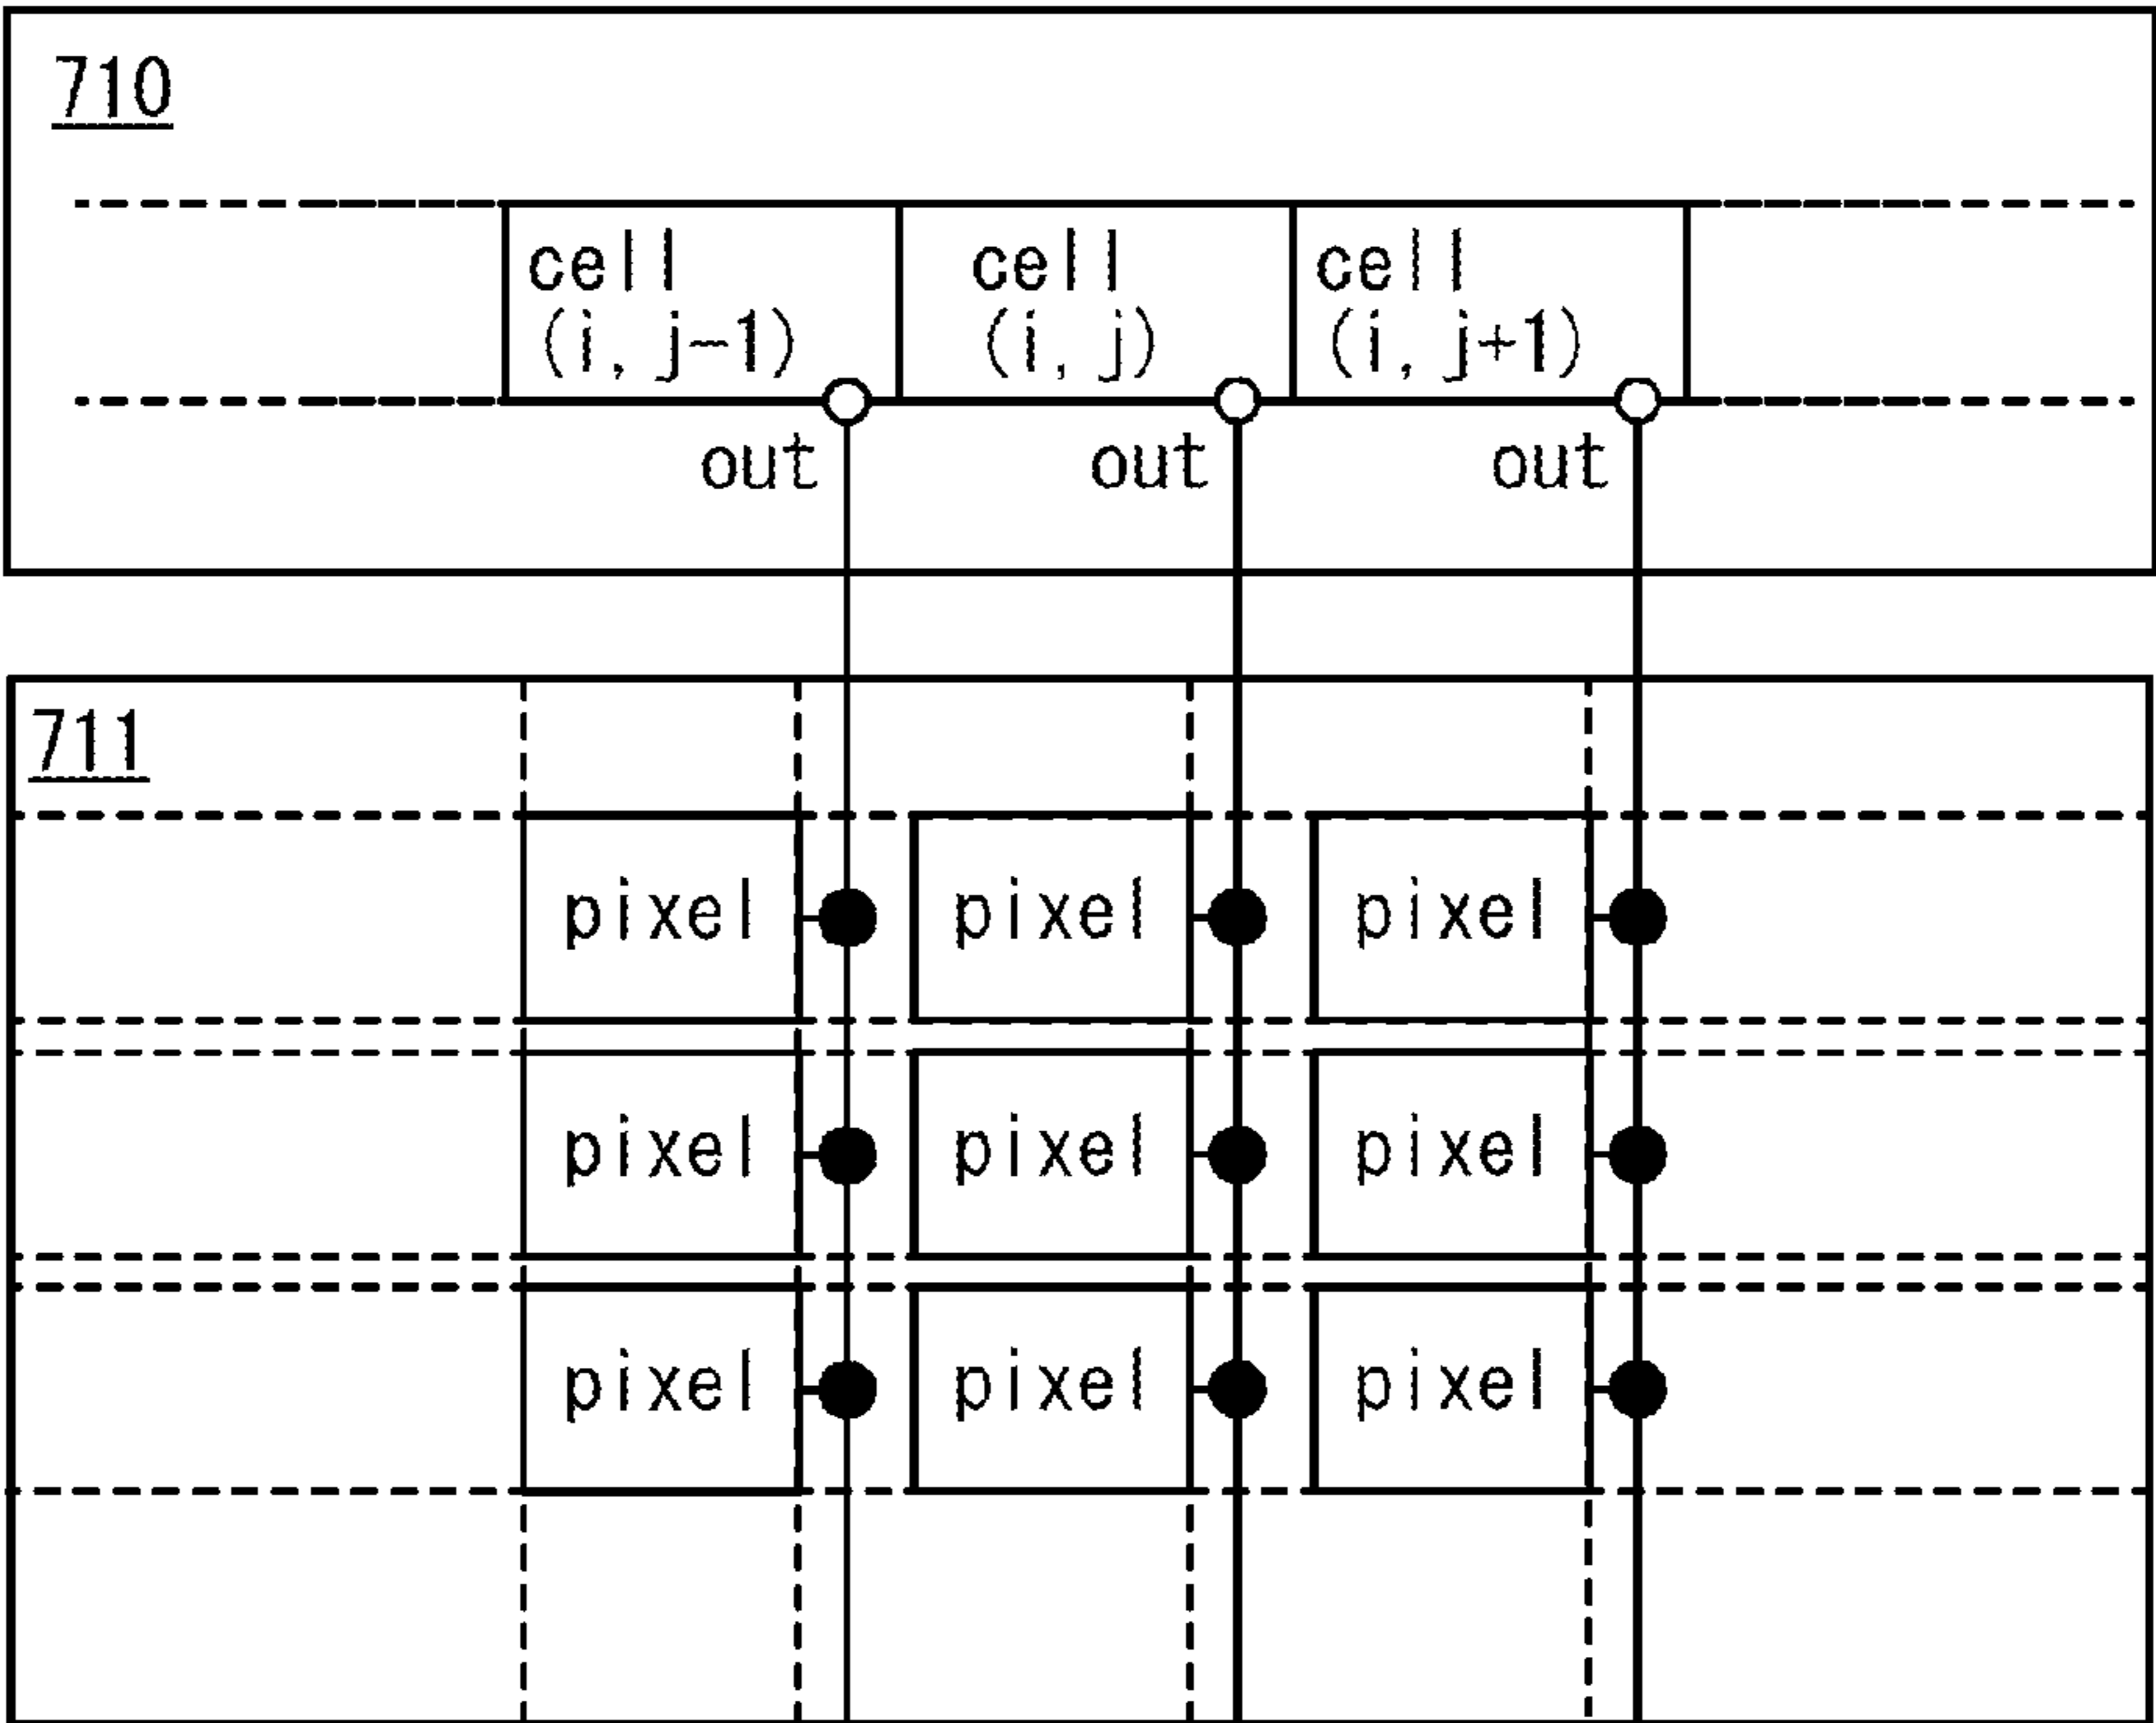 710
cell cell cell
(i, j-1) (i, j) (i, j+1)
out out out
711
pixel pixel pixel
pixel pixel pixel
pixel pixel pixel